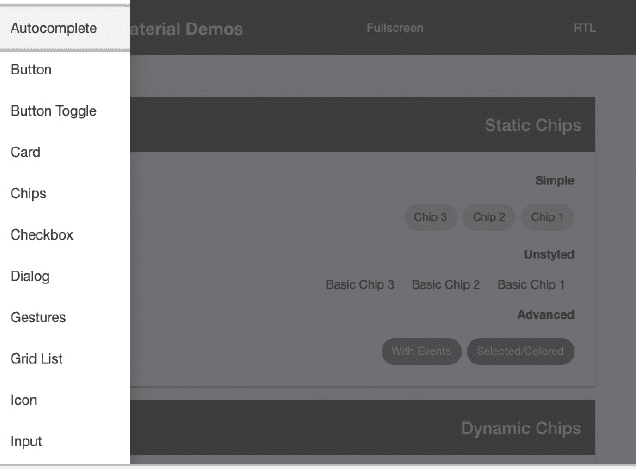 Autocomplete
Button
Button Toggle
Card
Chips
Checkbox
Dialog
Gestures
Grid List
Icon
Input
aterial Demos Fullscreen RTL
Static Chips
Simple
Chip 3 Chip 2 Chip 1
Unstyled
Basic Chip 3 Basic Chip 2 Basic Chip 1
Advanced
With Events Selected/Colored
Dynamic Chips